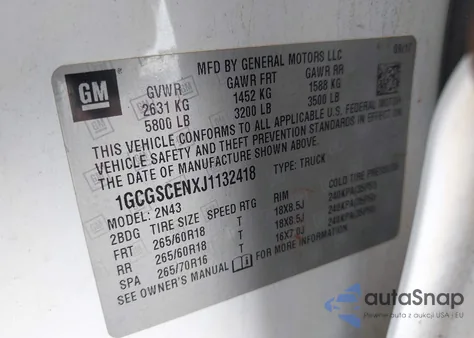 MFD BY GENERAL MOTORS LLC
GM
GVWR GAWR FRT GAWR RR
2631 KG 1452 KG 1588 KG
5800 LB 3200 LB 3500 LB
THIS VEHICLE CONFORMS TO ALL APPLICABLE U.S. FEDERAL MOTOR
VEHICLE SAFETY AND THEFT PREVENTION STANDARDS IN EFFECT ON
THE DATE OF MANUFACTURE SHOWN ABOVE.
1GCGSCENXJ1132418 TYPE: TRUCK
MODEL: 2N43
2BDG TIRE SIZE SPEED RTG RIM COLD TIRE PRESSURE
FRT 265/60R18 T 18X8.5J
RR 265/60R18 T 18X8.5J
SPA 265/70R16 T 16X7.0J
SEE OWNER'S MANUAL FOR MORE INFORMATION.
autoSnap